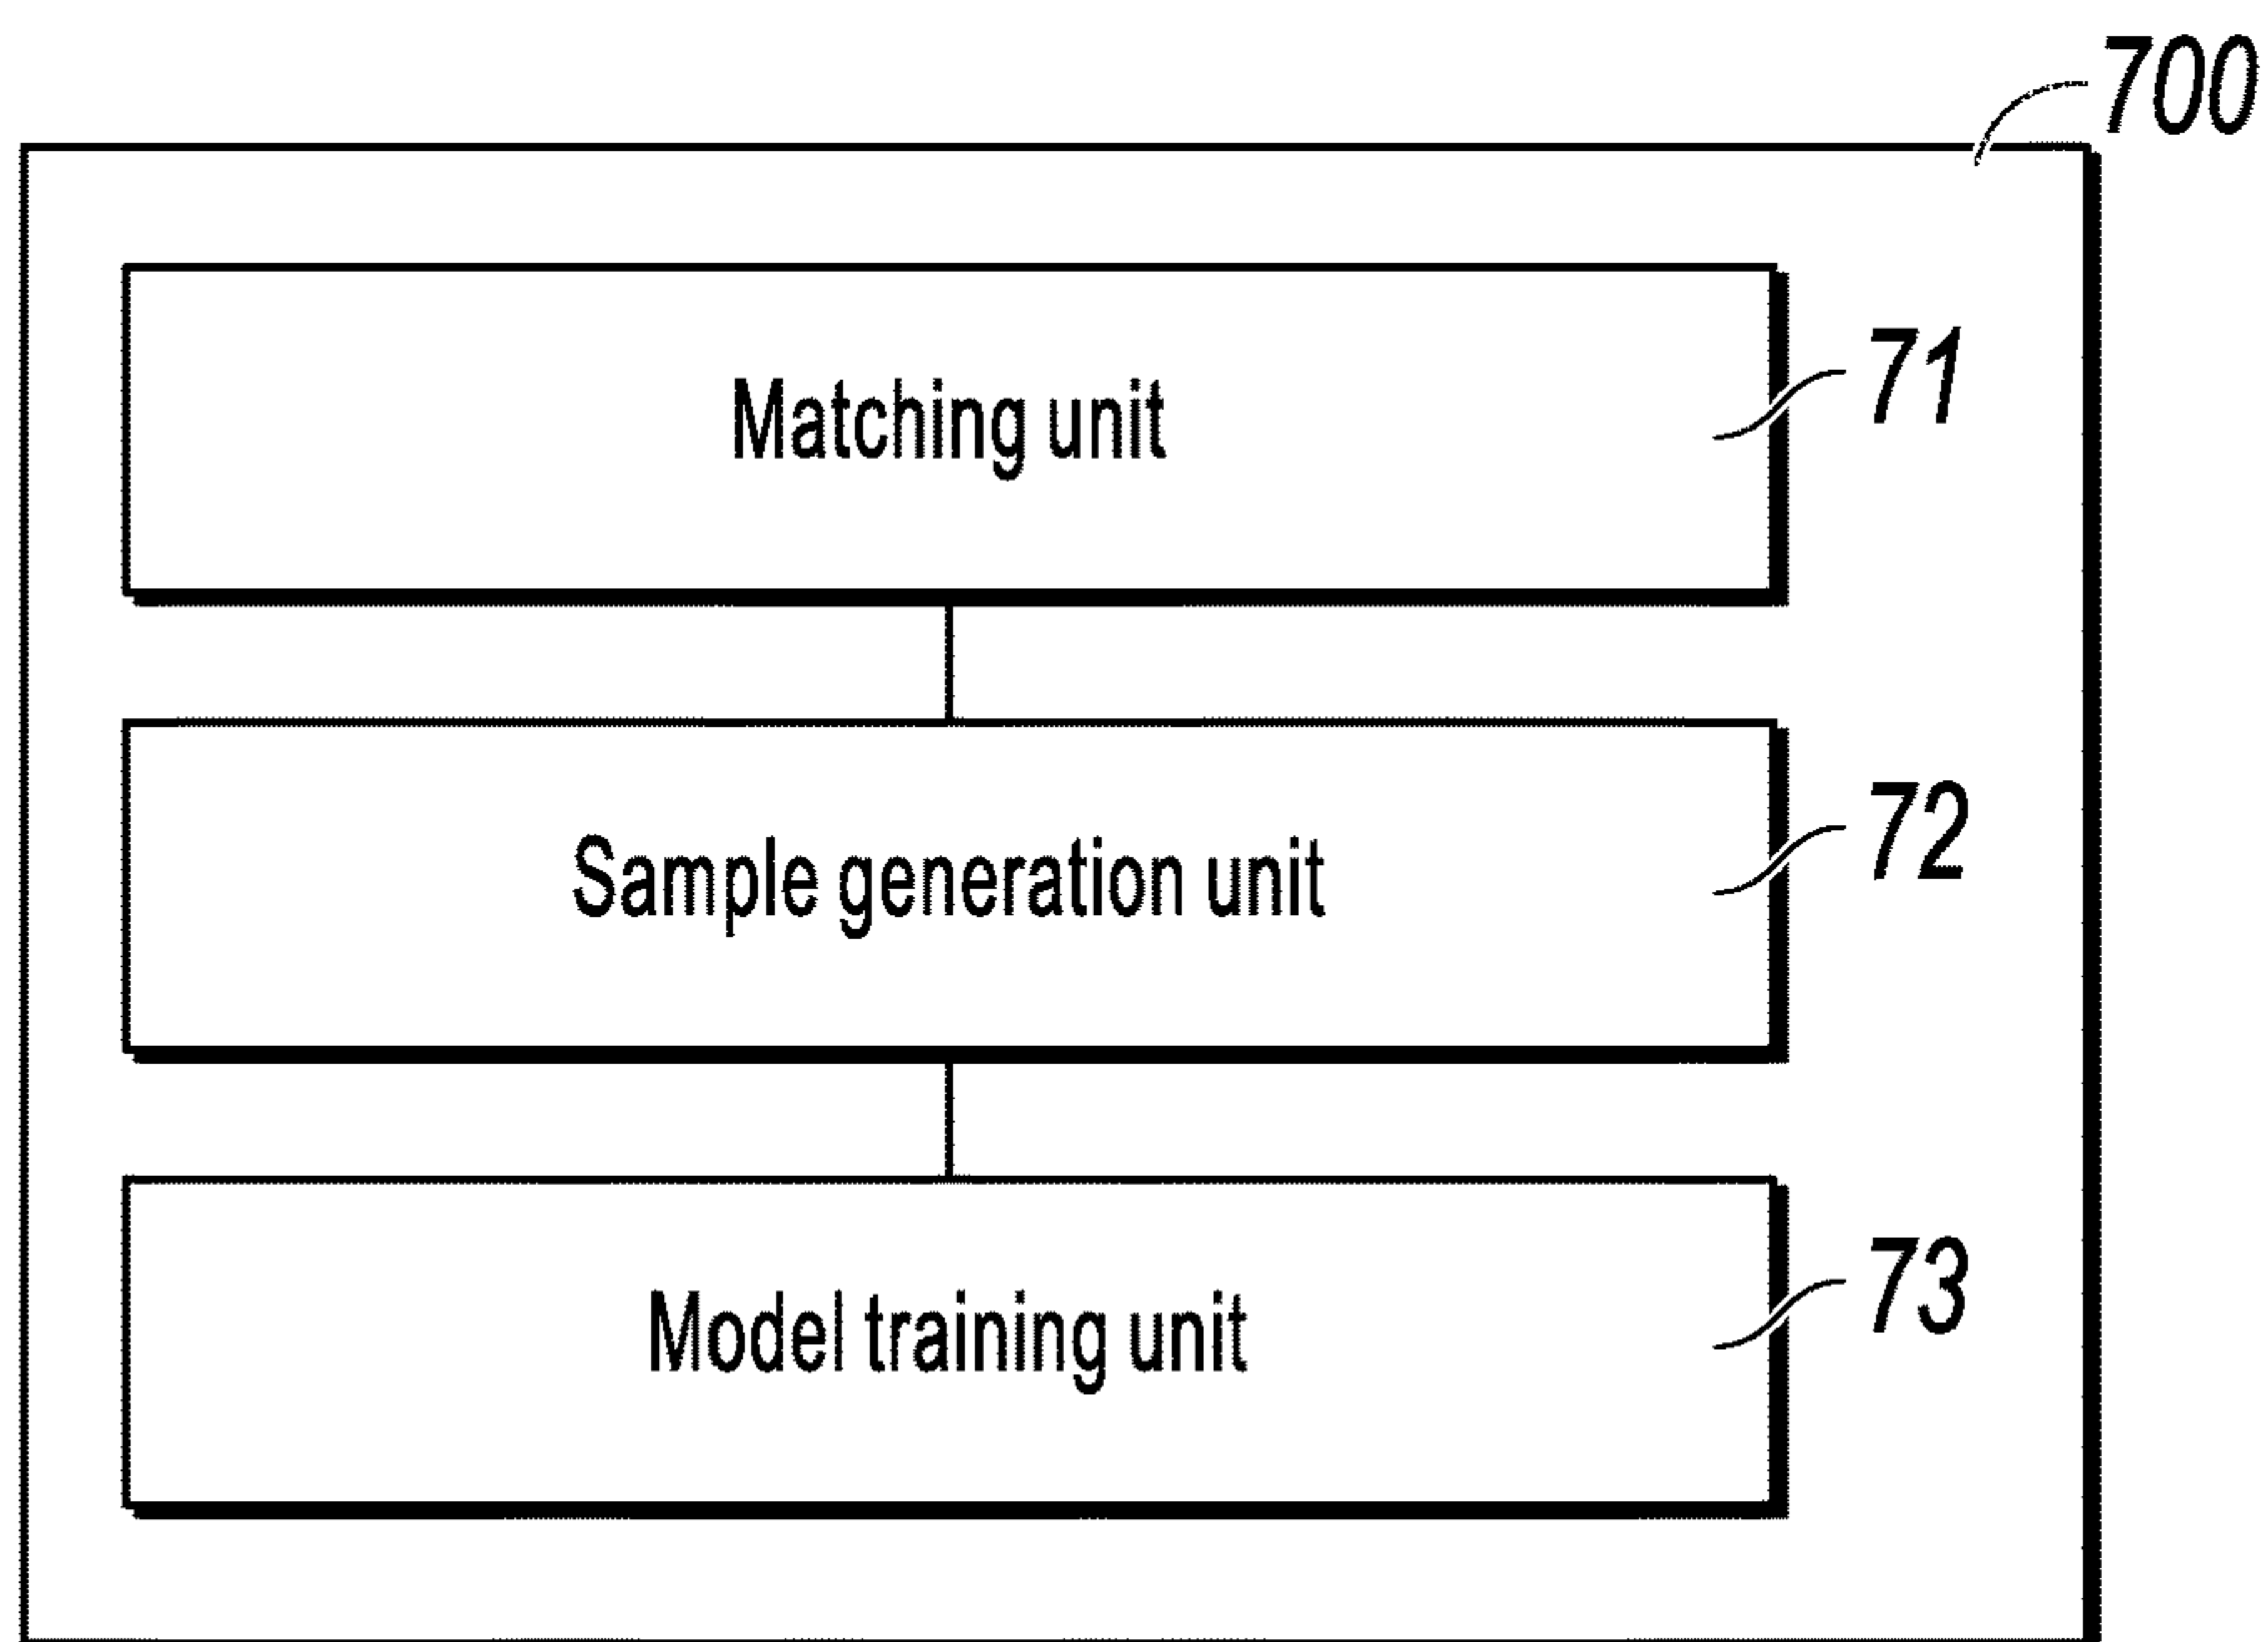 700
Matching unit
71
Sample generation unit
72
Model training unit
73